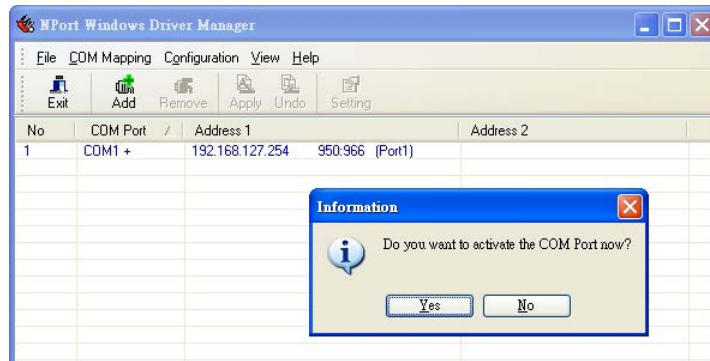 NPort Windows Driver Manager
File COM Mapping Configuration View Help
Exit Add Remove Apply Undo Setting
No COM Port Address 1 Address 2
1 COM1 + 192.168.127.254 950:966 (Port1)
Information
Do you want to activate the COM Port now?
Yes No